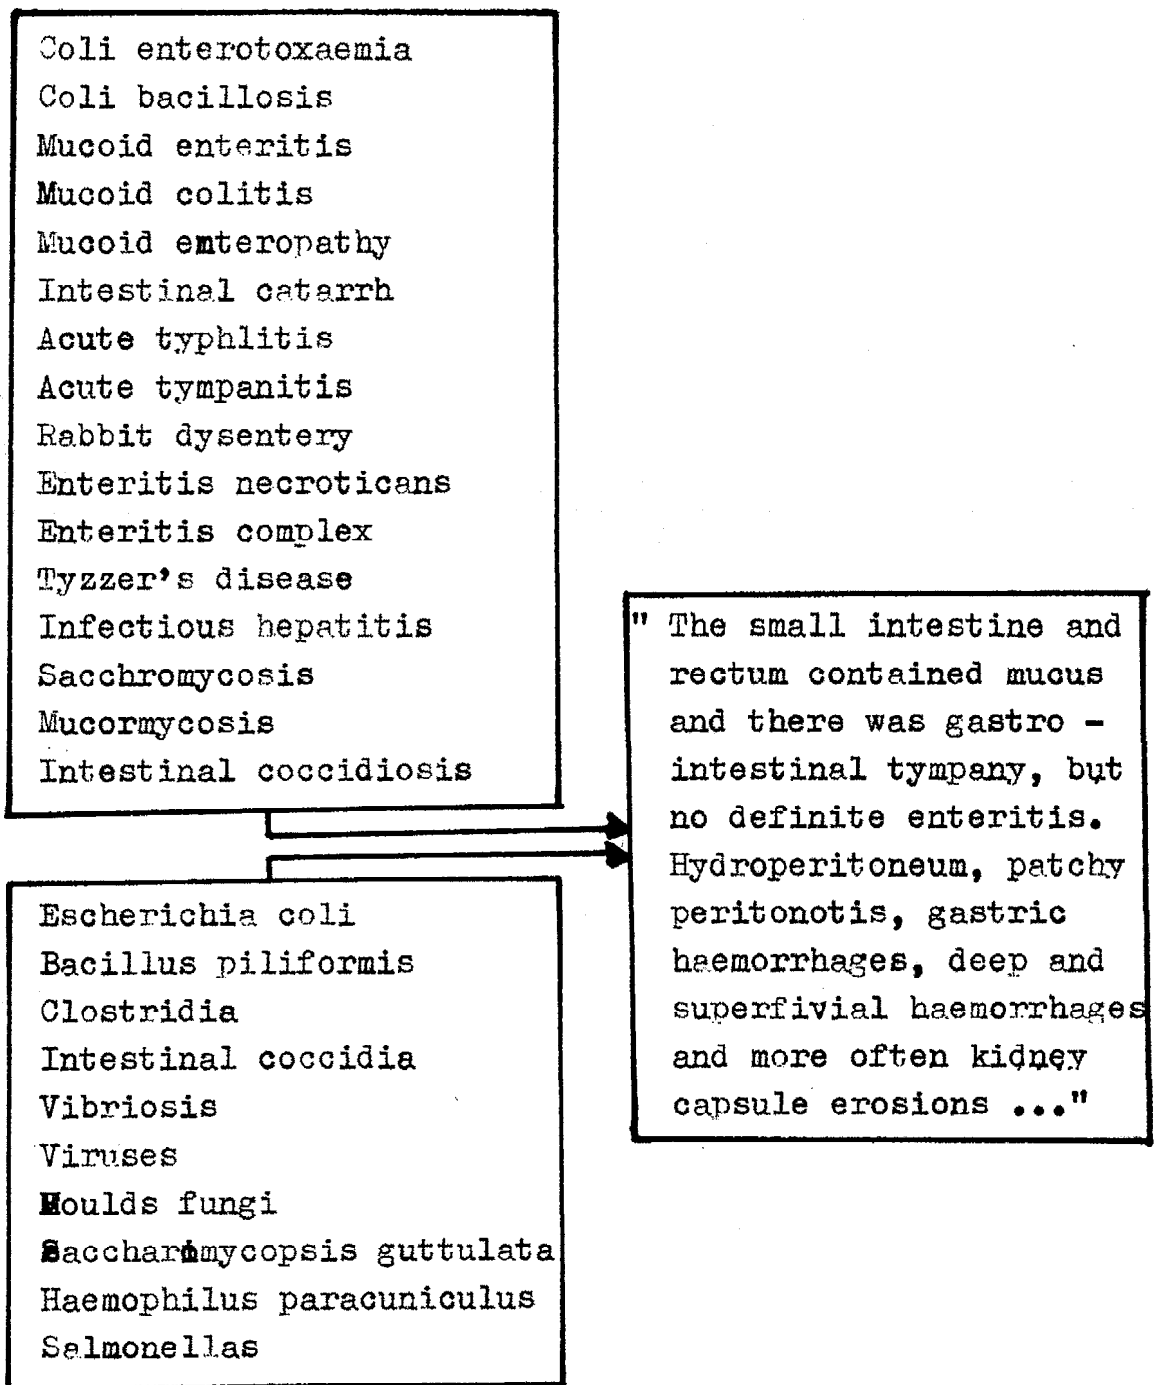 Coli enterotoxaemia
Coli bacillosis
Mucoid enteritis
Mucoid colitis
Mucoid enteropathy
Intestinal catarrh
Acute typhlitis
Acute tympanitis
Rabbit dysentery
Enteritis necroticans
Enteritis complex
Tyzzer's disease
Infectious hepatitis
Sacchromycosis
Mucormycosis
Intestinal coccidiosis
" The small intestine and
rectum contained mucus
and there was gastro -
intestinal tympany, but
no definite enteritis.
Hydroperitoneum, patchy
peritonotis, gastric
haemorrhages, deep and
superfivial haemorrhages
and more often kidney
capsule erosions ..."
Escherichia coli
Bacillus piliformis
Clostridia
Intestinal coccidia
Vibriosis
Viruses
Moulds fungi
Saccharomycopsis guttulata
Haemophilus paracuniculus
Salmonellas